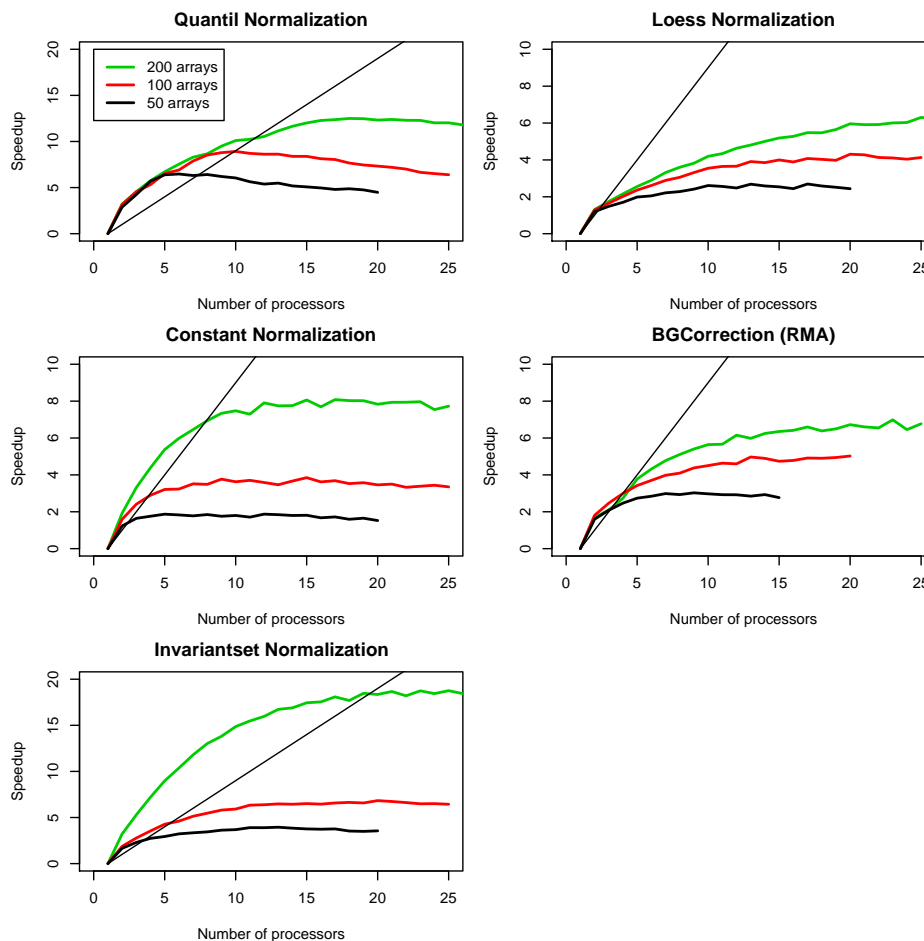 Quantil Normalization
Speedup
20
15
10
5
0
200 arrays
100 arrays
50 arrays
0 5 10 15 20 25
Number of processors
Loess Normalization
Speedup
10
8
6
4
2
0
0 5 10 15 20 25
Number of processors
Constant Normalization
Speedup
10
8
6
4
2
0
0 5 10 15 20 25
Number of processors
BGCorrection (RMA)
Speedup
10
8
6
4
2
0
0 5 10 15 20 25
Number of processors
Invariantset Normalization
Speedup
20
15
10
5
0
0 5 10 15 20 25
Number of processors